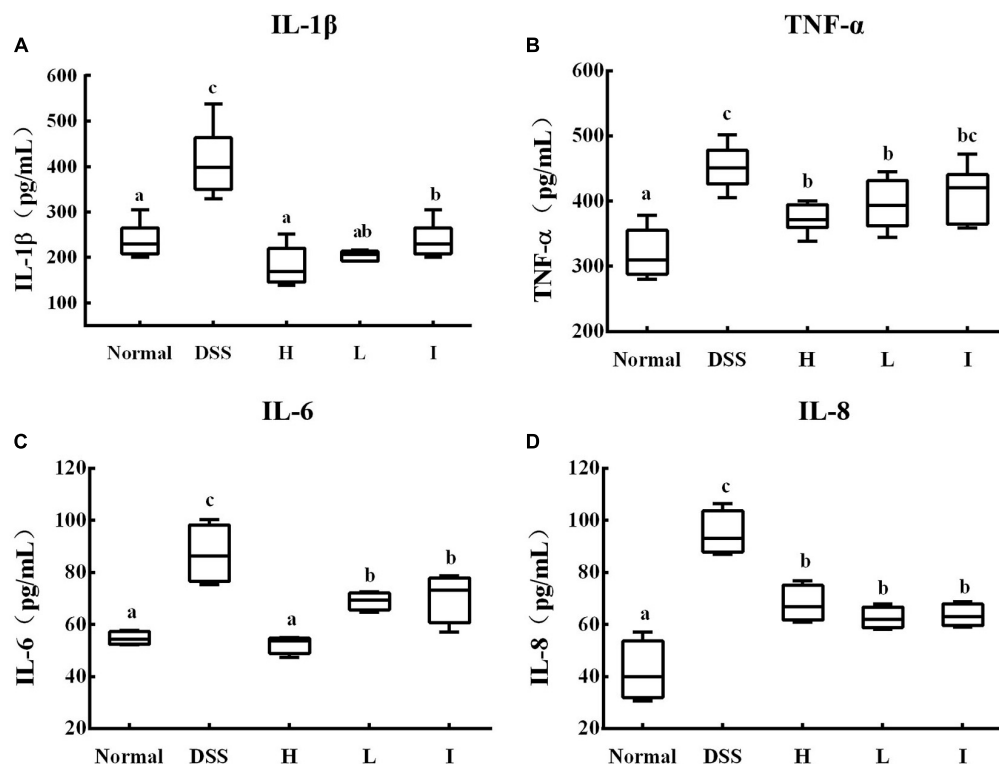 IL-1β
A
IL-1β（pg/mL）
600
500
400
300
200
100
a
c
a
ab
b
Normal
DSS
H
L
I
TNF-α
B
TNF-α（pg/mL）
600
500
400
300
200
a
c
b
b
bc
Normal
DSS
H
L
I
IL-6
C
IL-6（pg/mL）
120
100
80
60
40
20
a
c
a
b
b
Normal
DSS
H
L
I
IL-8
D
IL-8（pg/mL）
120
100
80
60
40
20
a
c
b
b
b
Normal
DSS
H
L
I